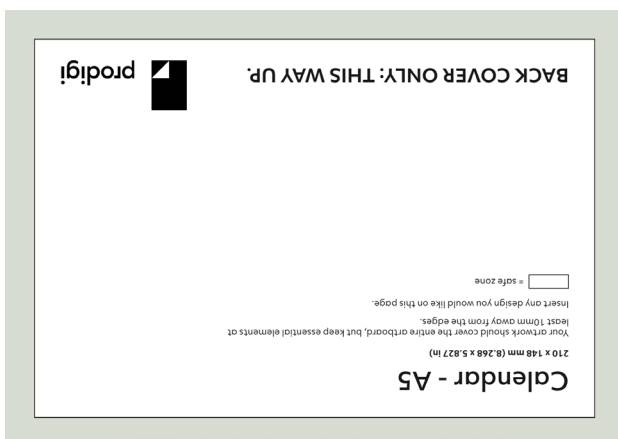 Calendar - A5
210 x 148 mm (8.268 x 5.827 in)
Your artwork should cover the entire artboard, but keep essential elements at
least 10mm away from the edges.
Insert any design you would like on this page.
= safe zone
BACK COVER ONLY: THIS WAY UP.
prodigi